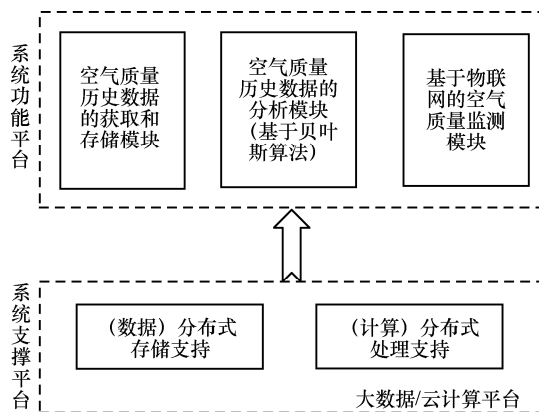 系统功能平台
空气质量
历史数据
的获取和
存储模块
空气质量
历史数据的
分析模块
（基于贝叶
斯算法）
基于物联
网的空气
质量监测
模块
系统支撑平台
（数据）分布式
存储支持
（计算）分布式
处理支持
大数据/云计算平台